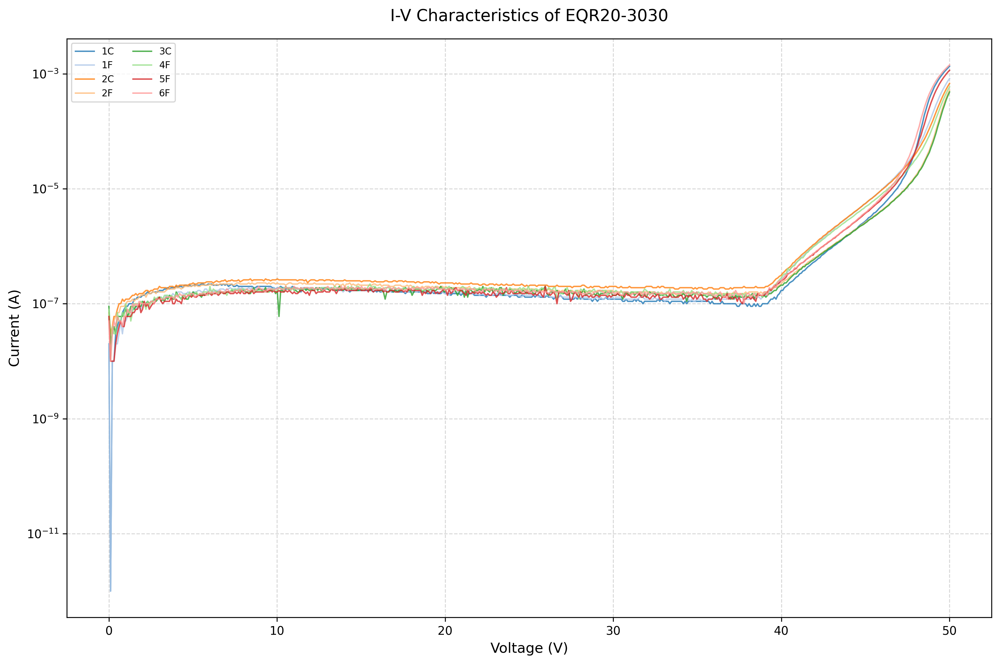 I-V Characteristics of EQR20-3030
1C
1F
2C
2F
3C
4F
5F
6F
Current (A)
10⁻³
10⁻⁵
10⁻⁷
10⁻⁹
10⁻¹¹
0 10 20 30 40 50
Voltage (V)